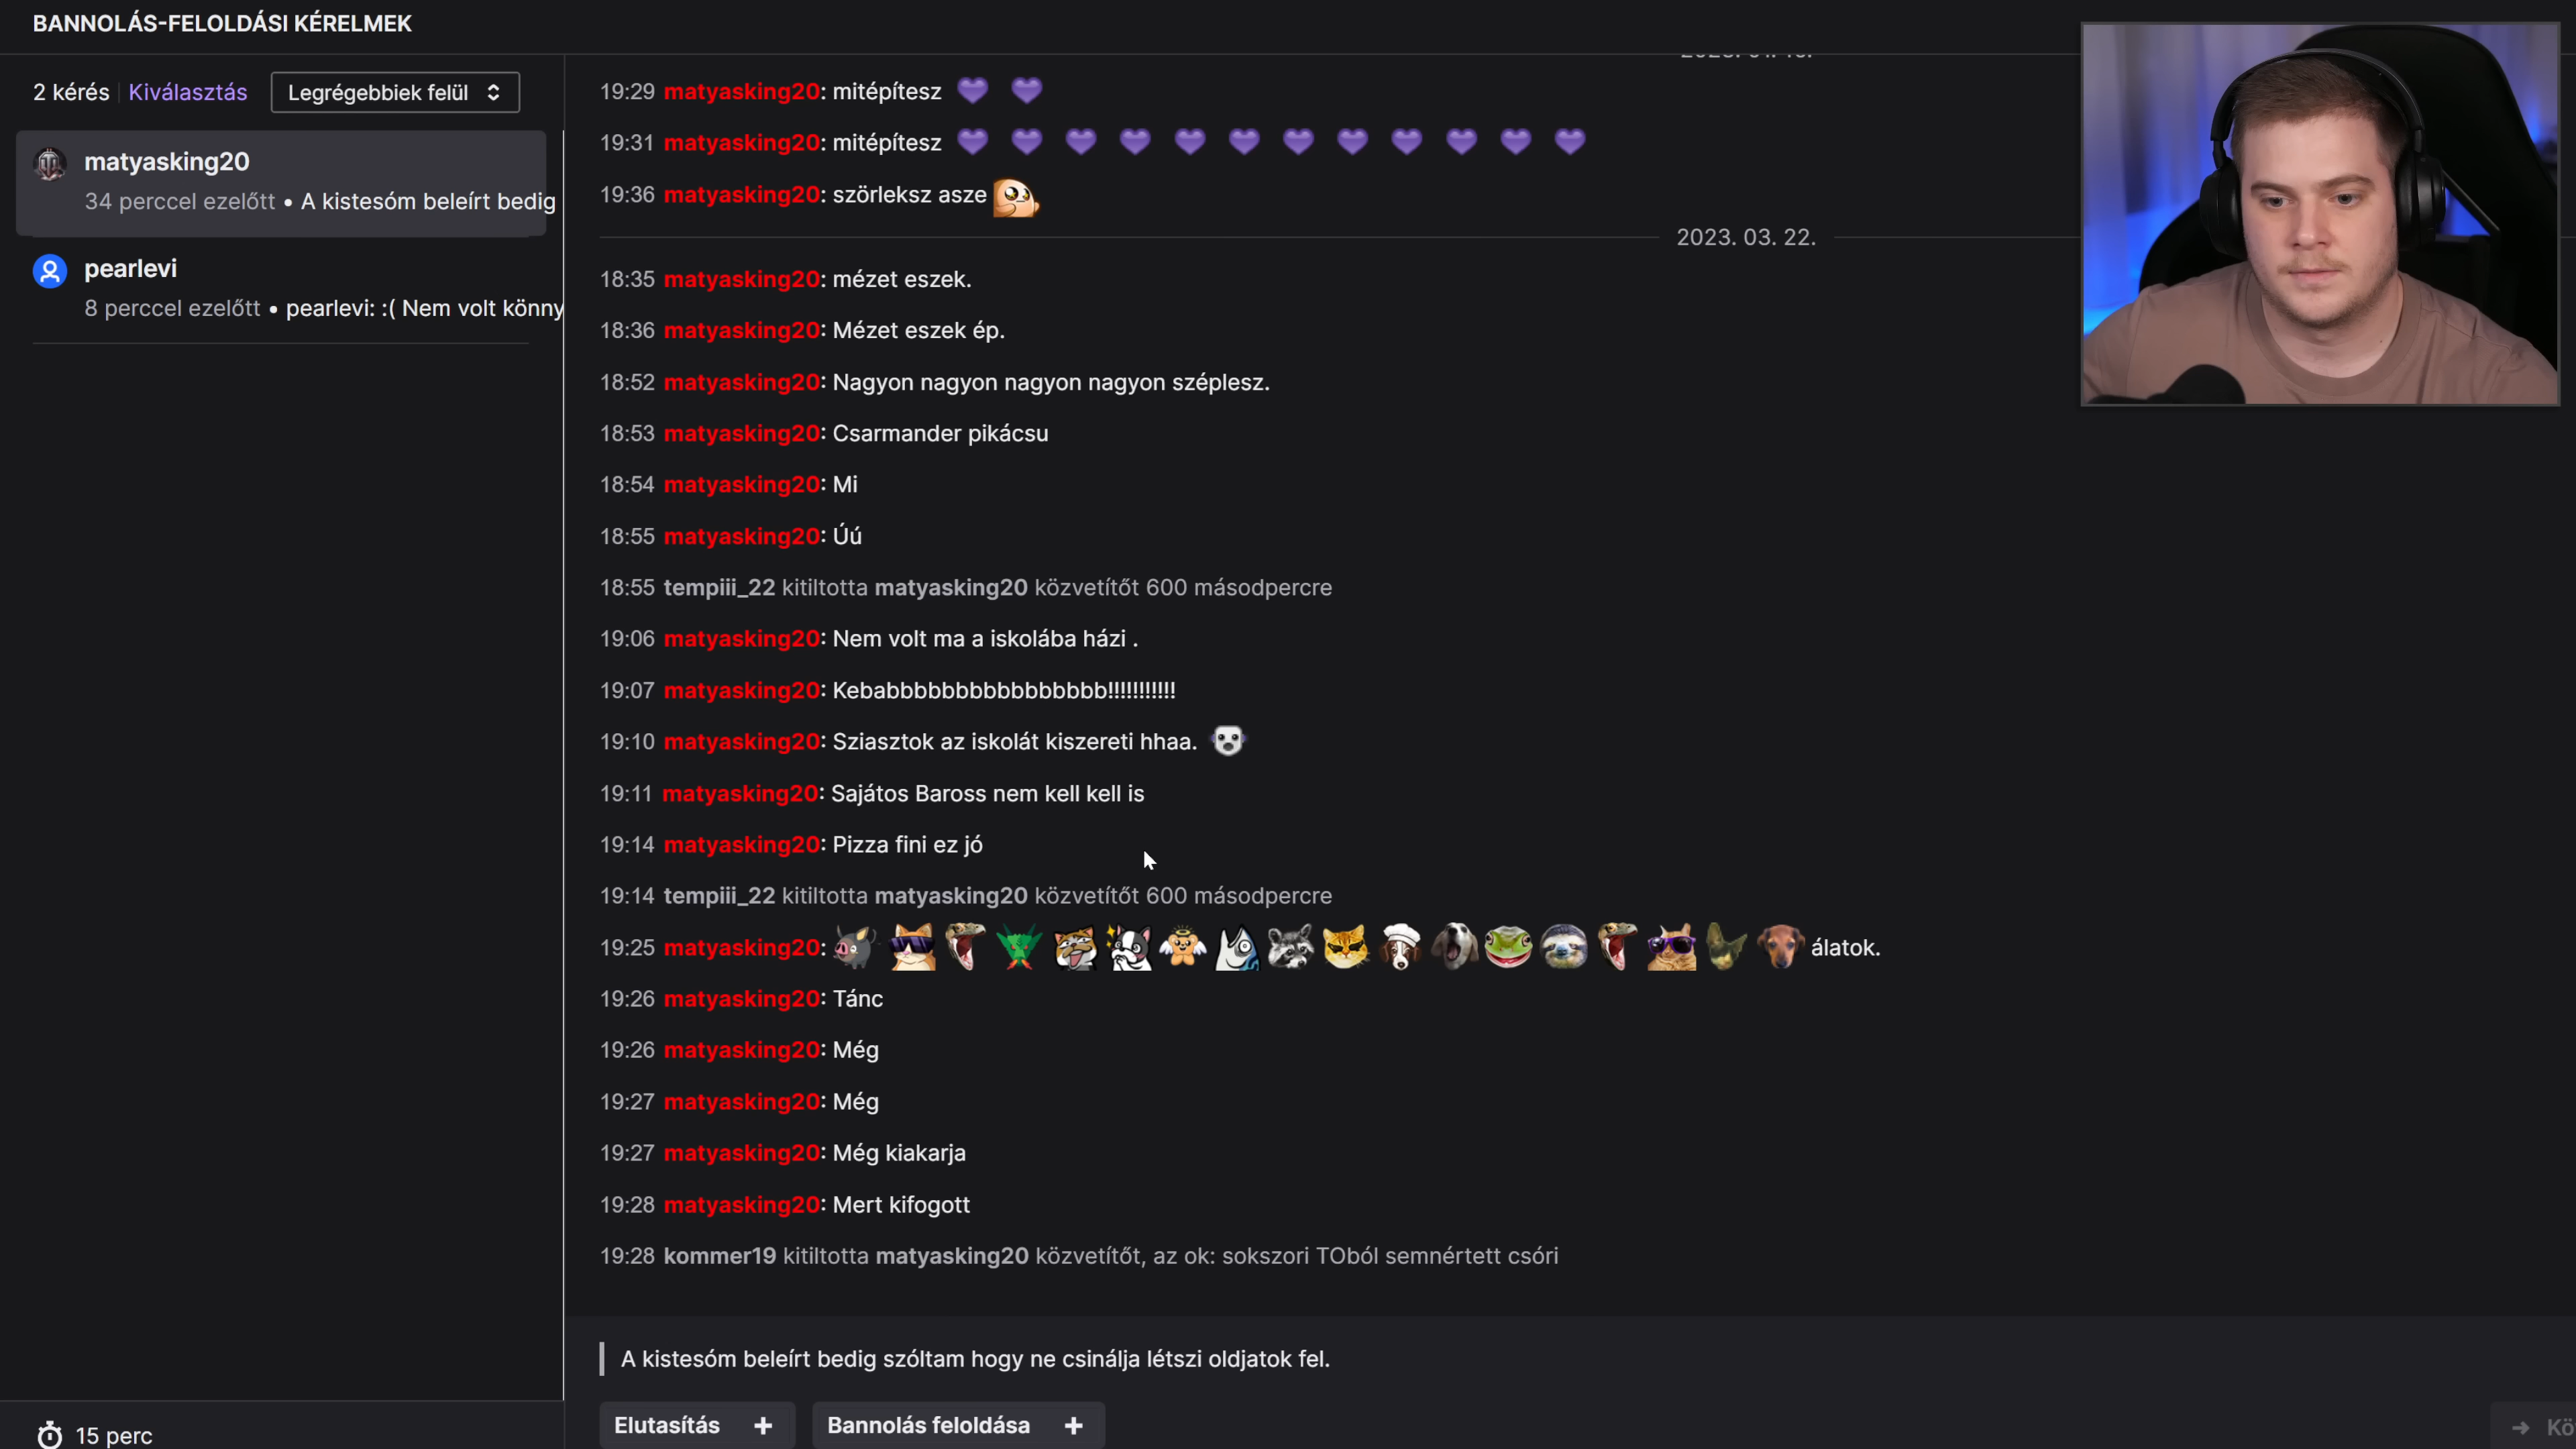 BANNOLÁS-FELOLDÁSI KÉRELMEK
2 kérés Kiválasztás Legrégebbiek felül
matyasking20
34 perccel ezelőtt • A kistesóm beleírt bedig
pearlevi
8 perccel ezelőtt • pearlevi: :( Nem volt könny
15 perc
19:29 matyasking20: mitépítesz
19:31 matyasking20: mitépítesz
19:36 matyasking20: szörleksz asze
2023. 03. 22.
18:35 matyasking20: mézet eszek.
18:36 matyasking20: Mézet eszek ép.
18:52 matyasking20: Nagyon nagyon nagyon nagyon széplesz.
18:53 matyasking20: Csarmander pikácsu
18:54 matyasking20: Mi
18:55 matyasking20: Úú
18:55 tempiii_22 kitiltotta matyasking20 közvetítőt 600 másodpercre
19:06 matyasking20: Nem volt ma a iskolába házi .
19:07 matyasking20: Kebabbbbbbbbbbbbbbbbb!!!!!!!!!!!
19:10 matyasking20: Sziasztok az iskolát kiszereti hhaa.
19:11 matyasking20: Sajátos Baross nem kell kell is
19:14 matyasking20: Pizza fini ez jó
19:14 tempiii_22 kitiltotta matyasking20 közvetítőt 600 másodpercre
19:25 matyasking20: álatok.
19:26 matyasking20: Tánc
19:26 matyasking20: Még
19:27 matyasking20: Még
19:27 matyasking20: Még kiakarja
19:28 matyasking20: Mert kifogott
19:28 kommer19 kitiltotta matyasking20 közvetítőt, az ok: sokszori TOból semnértett csóri
A kistesóm beleírt bedig szóltam hogy ne csinálja létszi oldjatok fel.
Elutasítás + Bannolás feloldása +
Kö